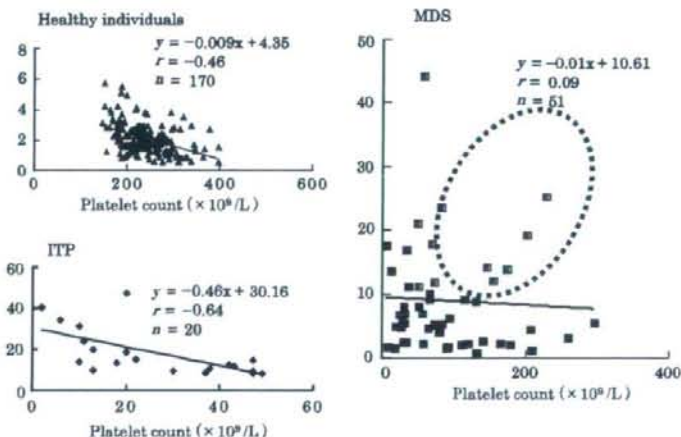 Healthy individuals
y = −0.009x + 4.35
r = −0.46
n = 170
8
6
4
2
0
0 200 400 600
Platelet count (× 10⁹/L)
ITP
y = −0.46x + 30.16
r = −0.64
n = 20
60
40
20
0
0 20 40 60
Platelet count (× 10⁹/L)
MDS
y = −0.01x + 10.61
r = 0.09
n = 51
50
40
30
20
10
0
0 200 400
Platelet count (× 10⁹/L)